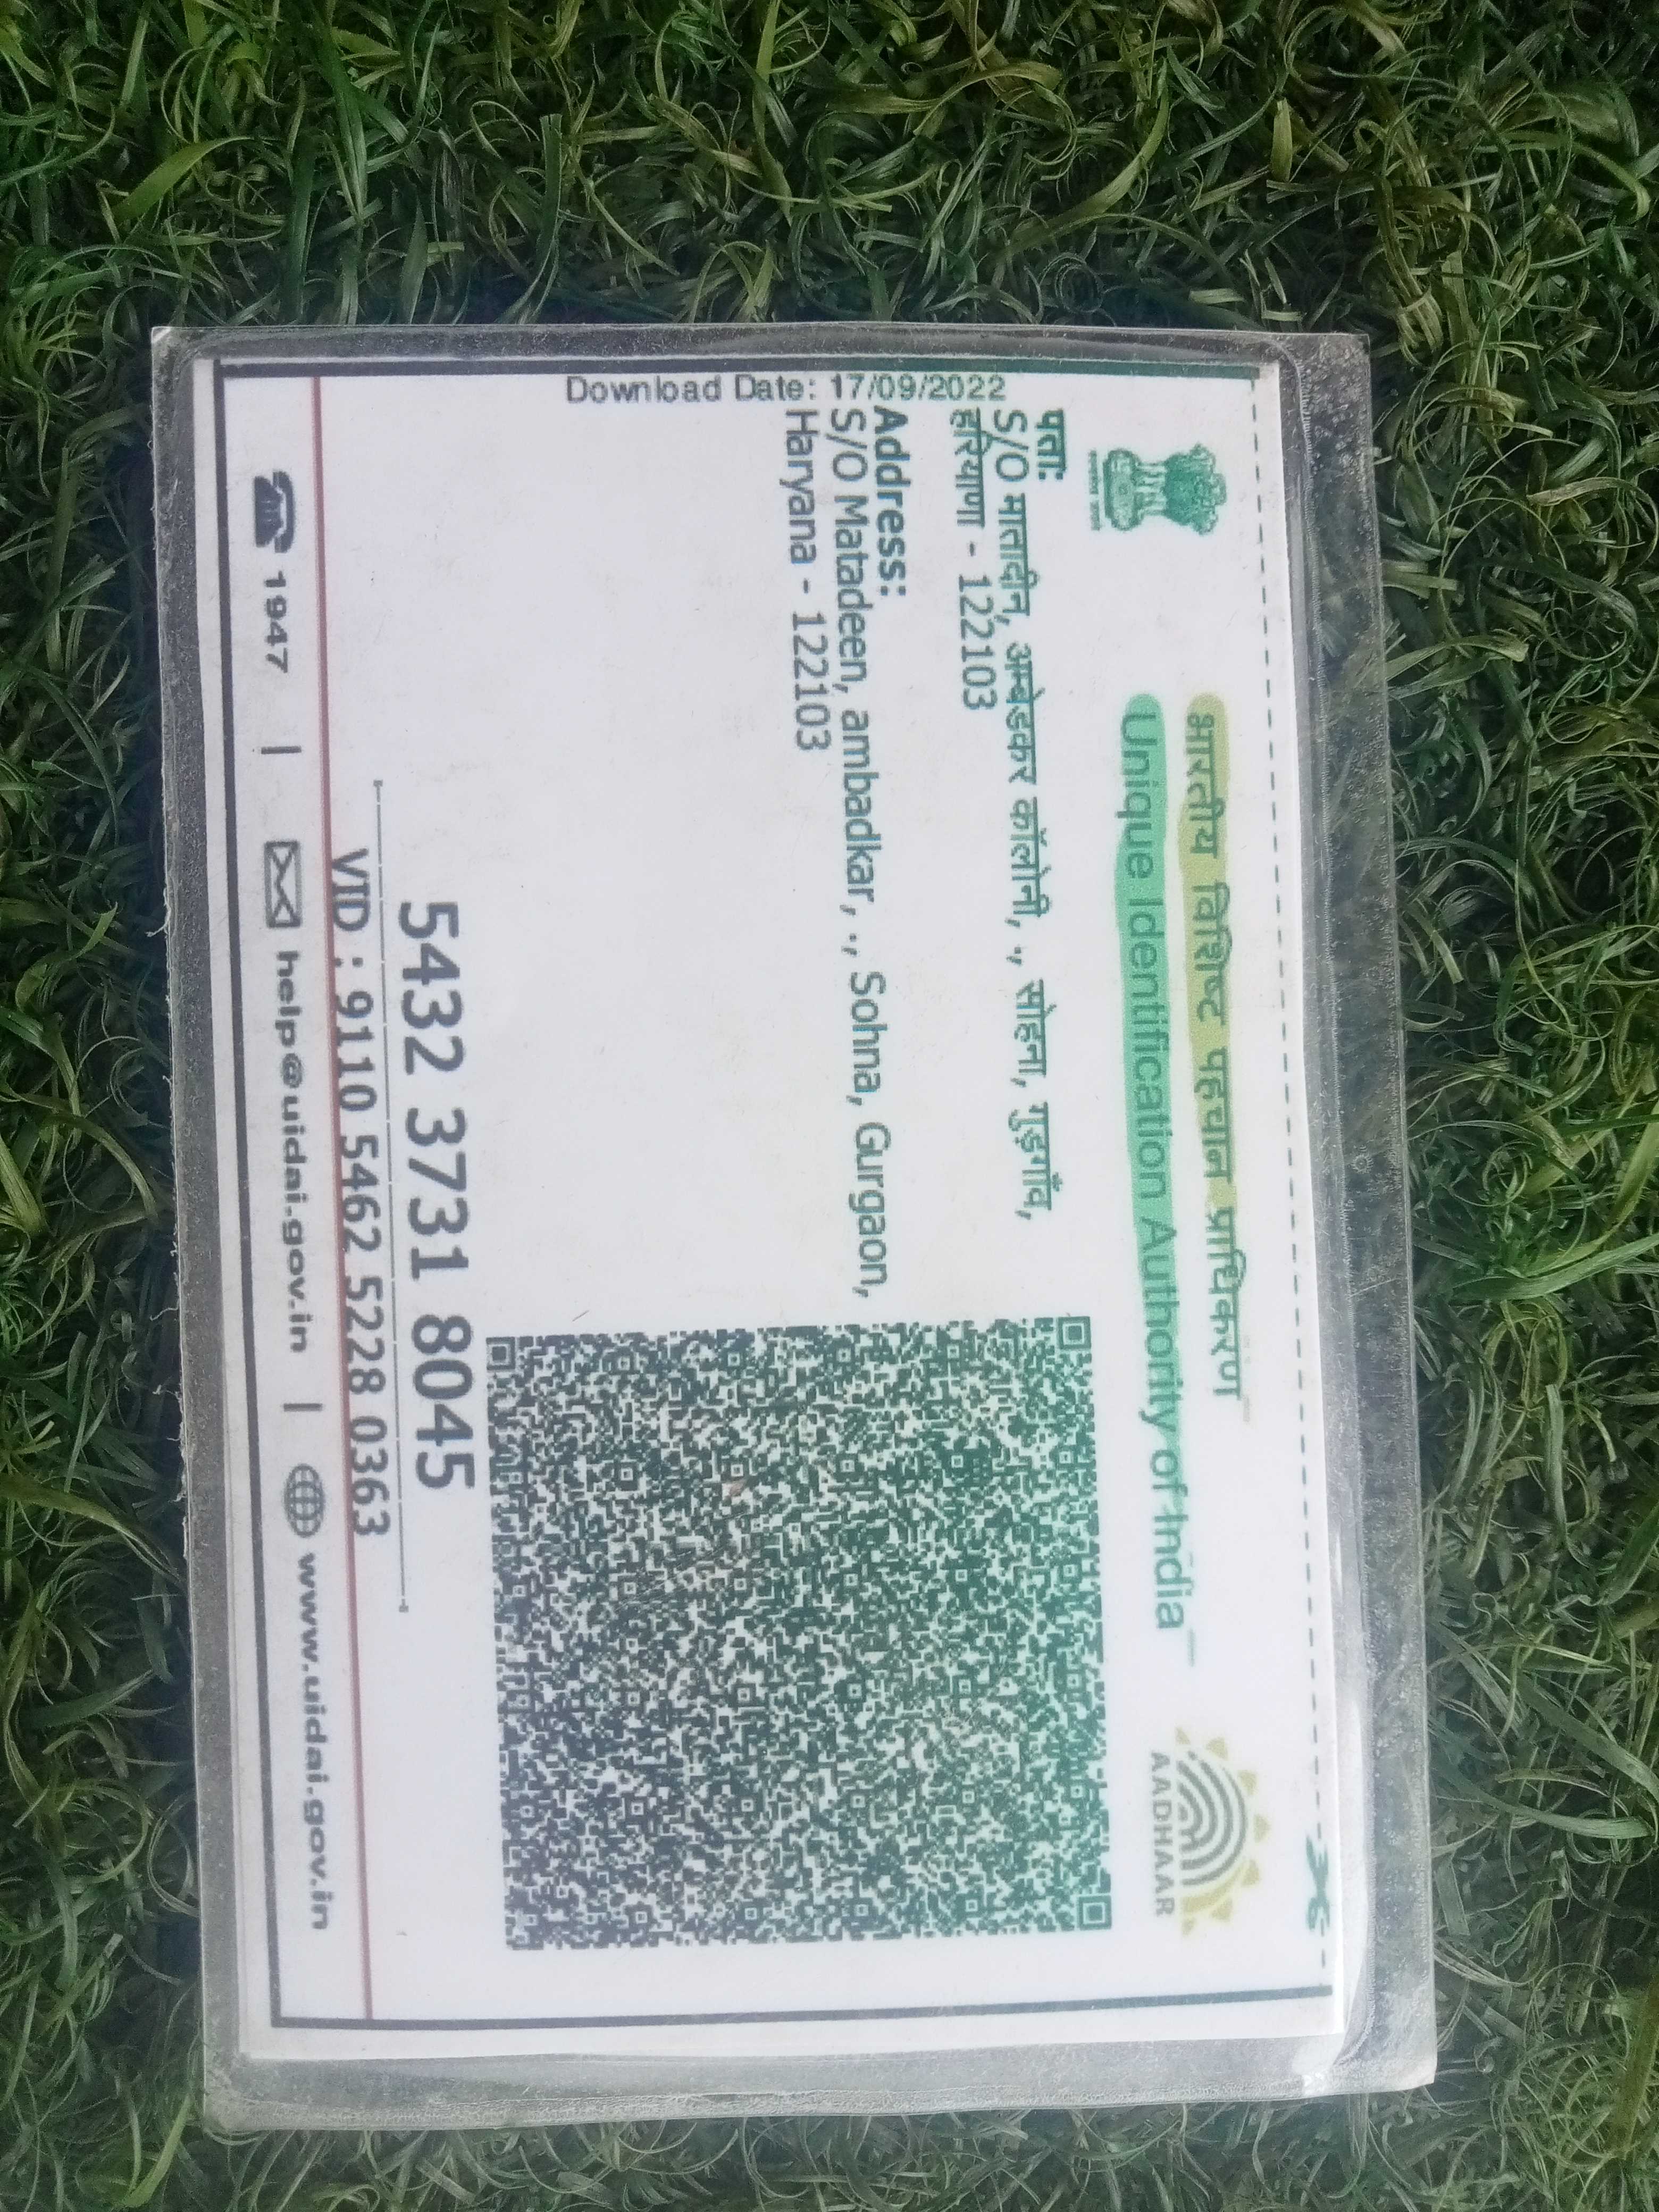 भारतीय विशिष्ट पहचान प्राधिकरण
Unique Identification Authority of India
AADHAAR
Download Date: 17/09/2022
पता:
S/O मातादीन, अम्बेडकर कॉलोनी, ., सोहना, गुड़गाँव,
हरियाणा - 122103
Address:
S/O Matadeen, ambadkar, ., Sohna, Gurgaon,
Haryana - 122103
5432 3731 8045
VID : 9110 5462 5228 0363
1947 | help@uidai.gov.in | www.uidai.gov.in